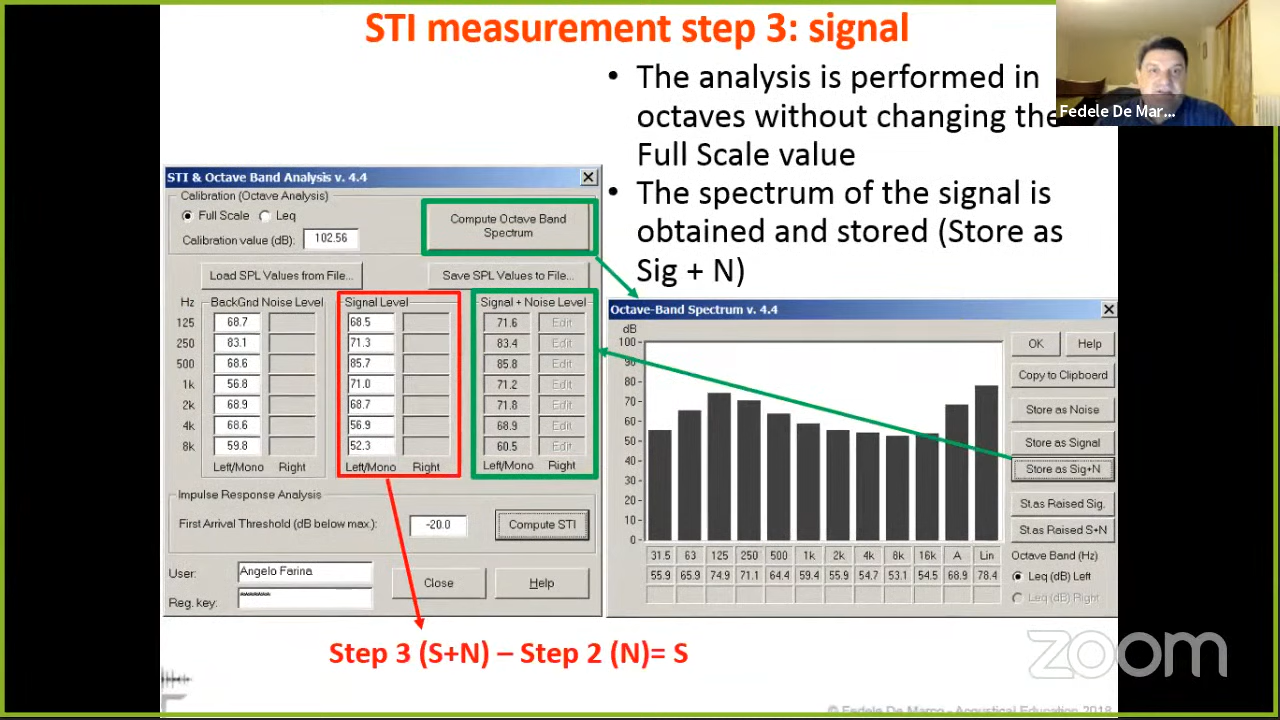 STI measurement step 3: signal
• The analysis is performed in
octaves without changing the
Full Scale value
• The spectrum of the signal is
obtained and stored (Store as
Sig + N)
Fedele De Mar...
STI & Octave Band Analysis v. 4.4
Calibration (Octave Analysis)
Full Scale Leq
Calibration value (dB): 102.56
Compute Octave Band
Spectrum
Load SPL Values from File...
Save SPL Values to File...
Hz BackGnd Noise Level Signal Level Signal + Noise Level
125 68.7 68.5 71.6 Edit
250 83.1 71.3 83.4 Edit
500 68.6 85.7 85.8 Edit
1k 56.8 71.0 71.2 Edit
2k 68.9 68.7 71.8 Edit
4k 68.6 56.9 68.9 Edit
8k 59.8 52.3 60.5 Edit
Left/Mono Right Left/Mono Right Left/Mono Right
Impulse Response Analysis
First Arrival Threshold (dB below max.): -20.0
Compute STI
User: Angelo Farina
Reg. key: *******
Close
Help
Octave-Band Spectrum v. 4.4
dB
100
90
80
70
60
50
40
30
20
10
0
31.5 63 125 250 500 1k 2k 4k 8k 16k A Lin
55.9 65.9 74.9 71.1 64.4 59.4 55.9 54.7 53.1 54.5 68.9 78.4
OK Help
Copy to Clipboard
Store as Noise
Store as Signal
Store as Sig+N
St.as Raised Sig.
St.as Raised S+N
Octave Band (Hz)
Leq (dB) Left
Leq (dB) Right
Step 3 (S+N) – Step 2 (N)= S
zoom
© Fedele De Marco - Acoustical Education 2018